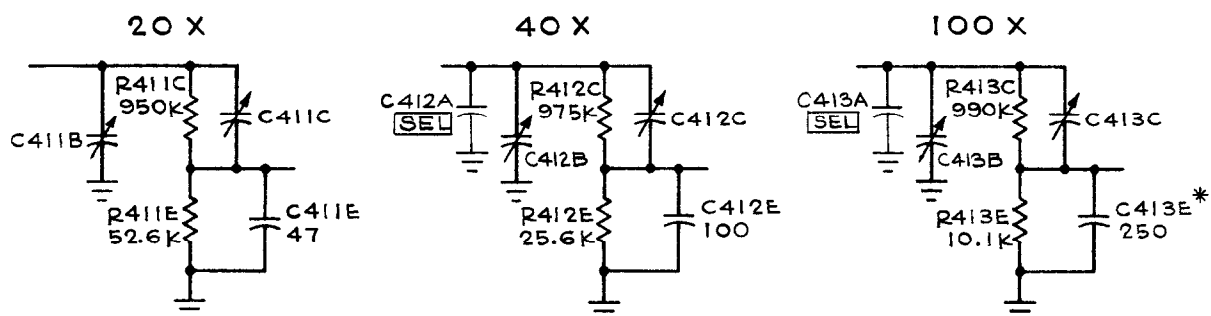 20 X
C411B
R411C
950K
C411C
R411E
52.6K
C411E
47
40 X
C412A
SEL
C412B
R412C
975K
C412C
R412E
25.6K
C412E
100
100 X
C413A
SEL
C413B
R413C
990K
C413C
R413E
10.1K
C413E*
250